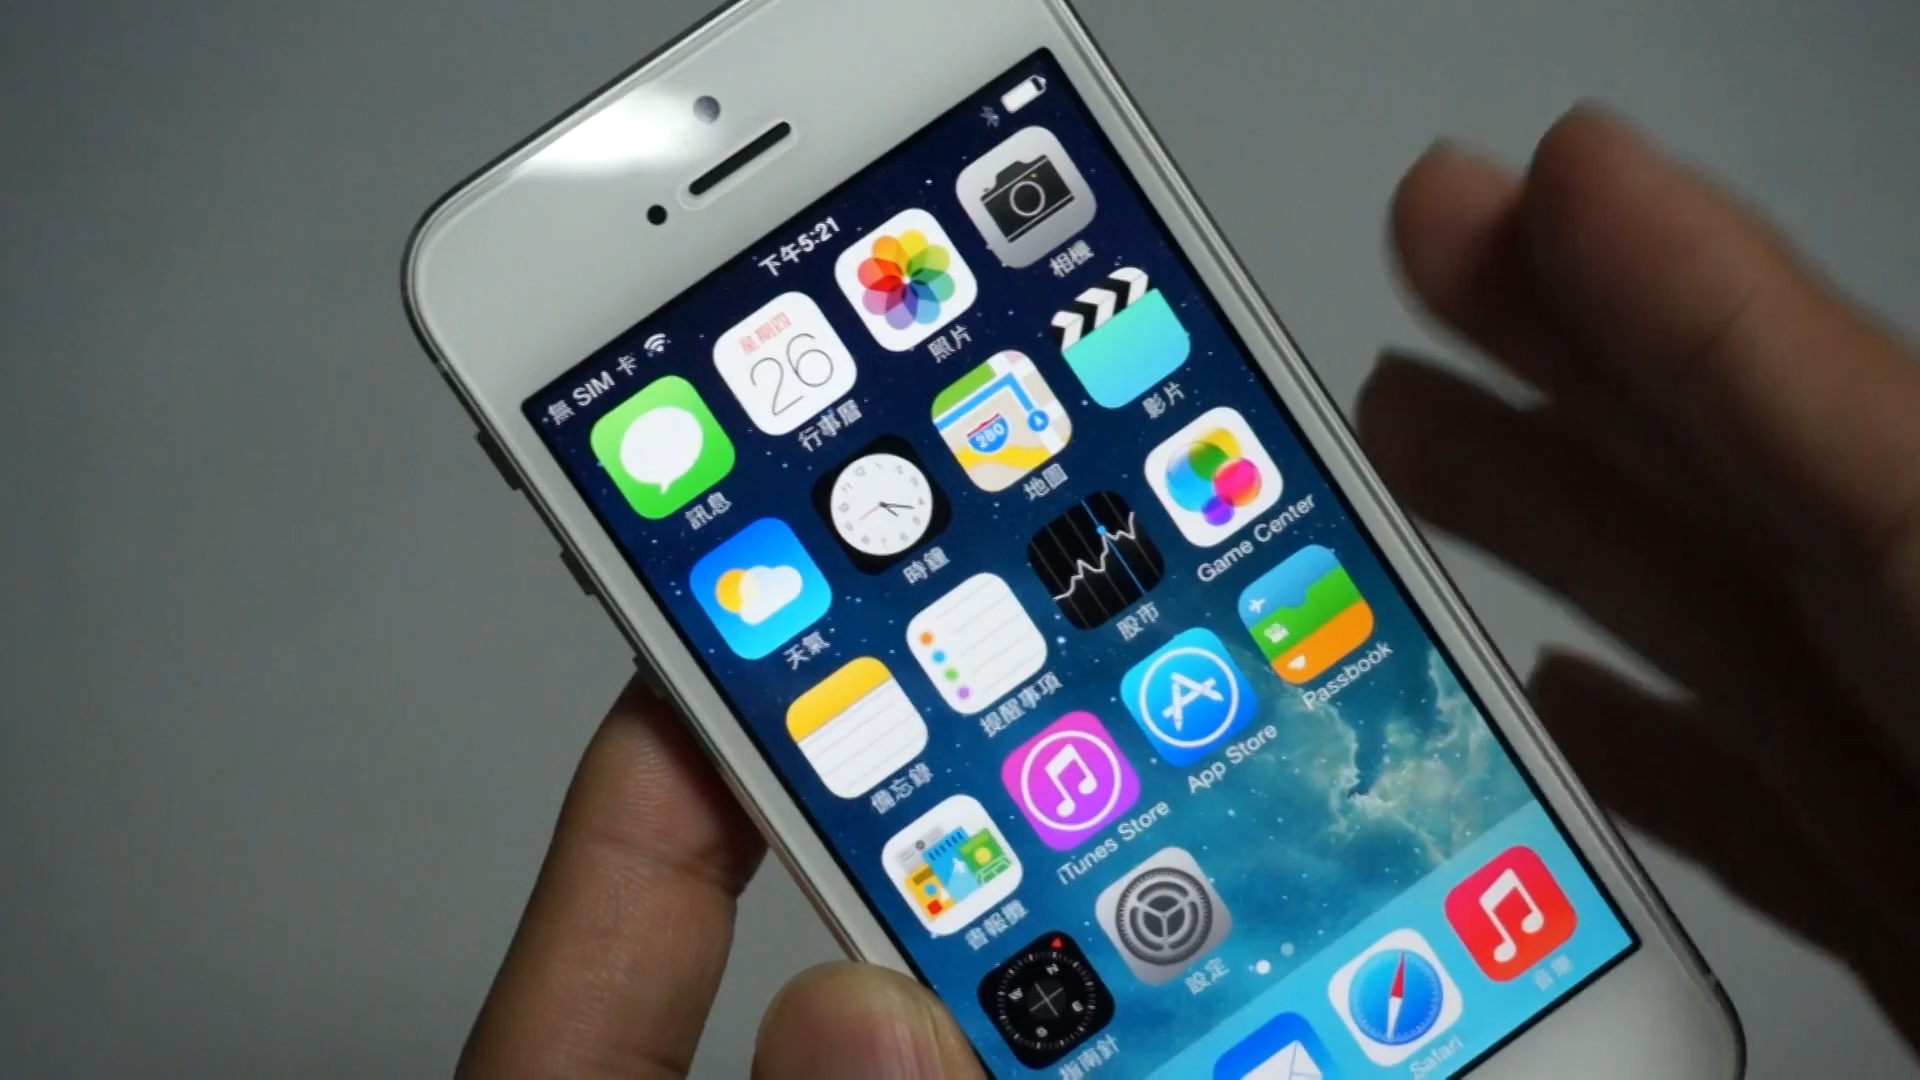 無 SIM 卡
下午5:21
星期四
26
訊息
行事曆
照片
相機
天氣
時鐘
280
地圖
影片
備忘錄
提醒事項
股市
Game Center
書報攤
iTunes Store
App Store
Passbook
指南針
設定
Safari
音樂